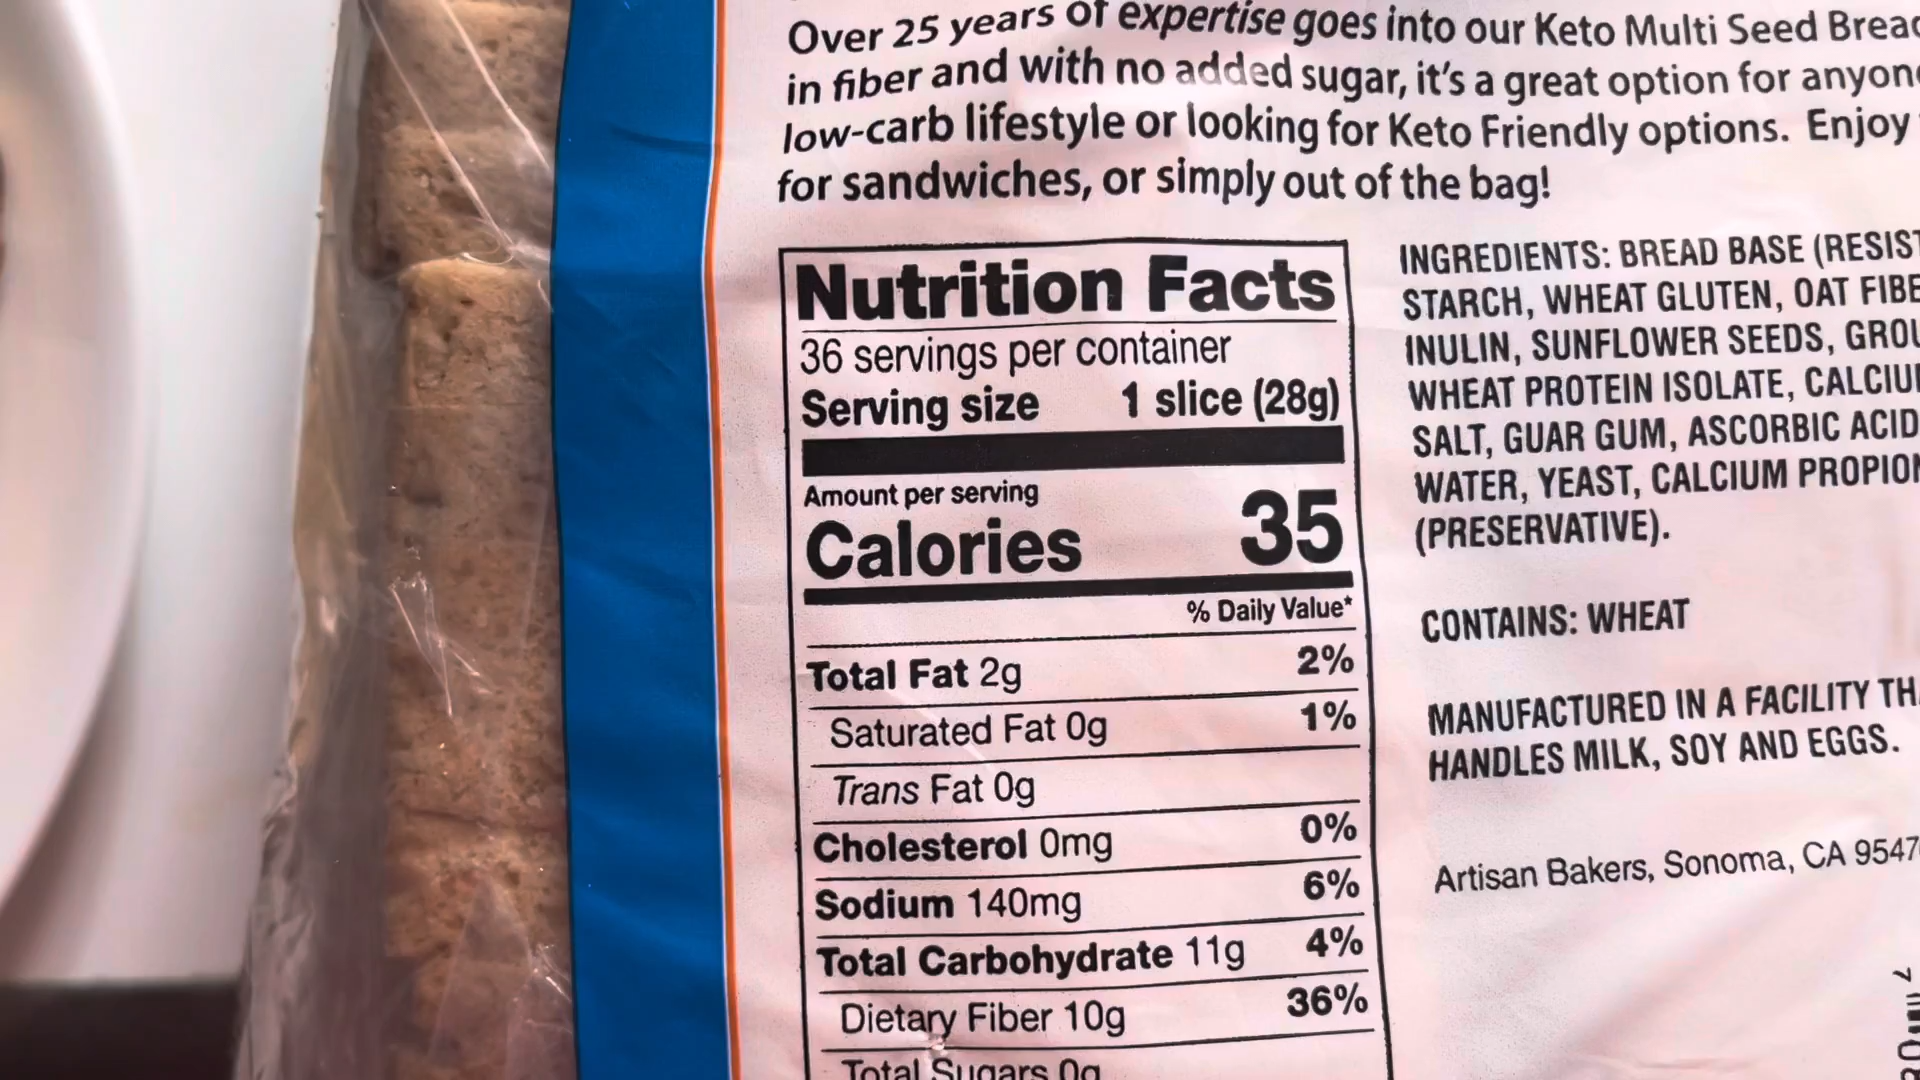 Over 25 years of expertise goes into our Keto Multi Seed Bread
in fiber and with no added sugar, it's a great option for anyone
low-carb lifestyle or looking for Keto Friendly options. Enjoy
for sandwiches, or simply out of the bag!
Nutrition Facts
36 servings per container
Serving size 1 slice (28g)
Amount per serving
Calories 35
% Daily Value*
Total Fat 2g 2%
Saturated Fat 0g 1%
Trans Fat 0g
Cholesterol 0mg 0%
Sodium 140mg 6%
Total Carbohydrate 11g 4%
Dietary Fiber 10g 36%
Total Sugars 0g
INGREDIENTS: BREAD BASE (RESIST
STARCH, WHEAT GLUTEN, OAT FIBE
INULIN, SUNFLOWER SEEDS, GROU
WHEAT PROTEIN ISOLATE, CALCIU
SALT, GUAR GUM, ASCORBIC ACID
WATER, YEAST, CALCIUM PROPION
(PRESERVATIVE).
CONTAINS: WHEAT
MANUFACTURED IN A FACILITY TH
HANDLES MILK, SOY AND EGGS.
Artisan Bakers, Sonoma, CA 9547